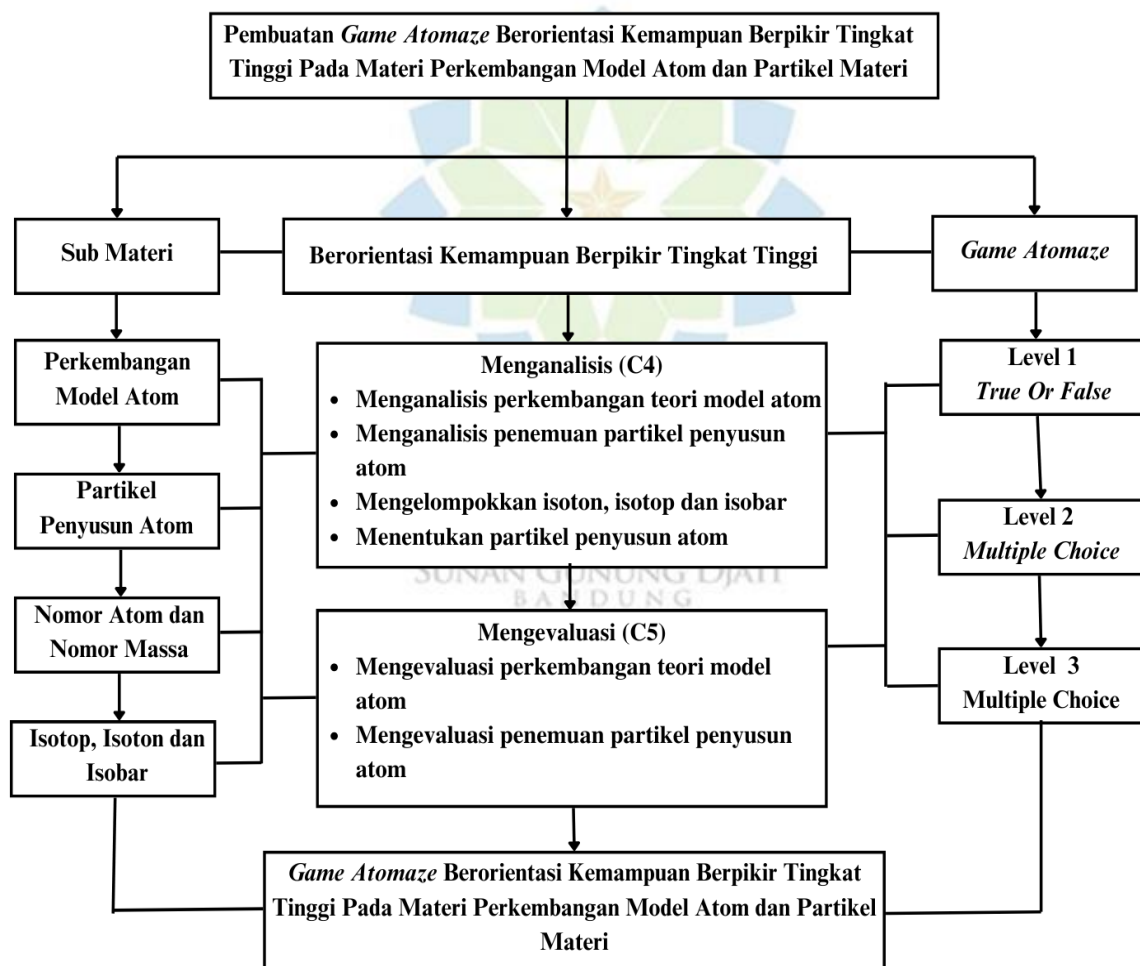 Pembuatan Game Atomaze Berorientasi Kemampuan Berpikir Tingkat
Tinggi Pada Materi Perkembangan Model Atom dan Partikel Materi
Sub Materi
Berorientasi Kemampuan Berpikir Tingkat Tinggi
Game Atomaze
Perkembangan
Model Atom
Partikel
Penyusun Atom
Nomor Atom dan
Nomor Massa
Isotop, Isoton dan
Isobar
Menganalisis (C4)
• Menganalisis perkembangan teori model atom
• Menganalisis penemuan partikel penyusun
atom
• Mengelompokkan isoton, isotop dan isobar
• Menentukan partikel penyusun atom
SUNAN GUNUNG DJATI
BANDUNG
Mengevaluasi (C5)
• Mengevaluasi perkembangan teori model
atom
• Mengevaluasi penemuan partikel penyusun
atom
Level 1
True Or False
Level 2
Multiple Choice
Level 3
Multiple Choice
Game Atomaze Berorientasi Kemampuan Berpikir Tingkat
Tinggi Pada Materi Perkembangan Model Atom dan Partikel
Materi